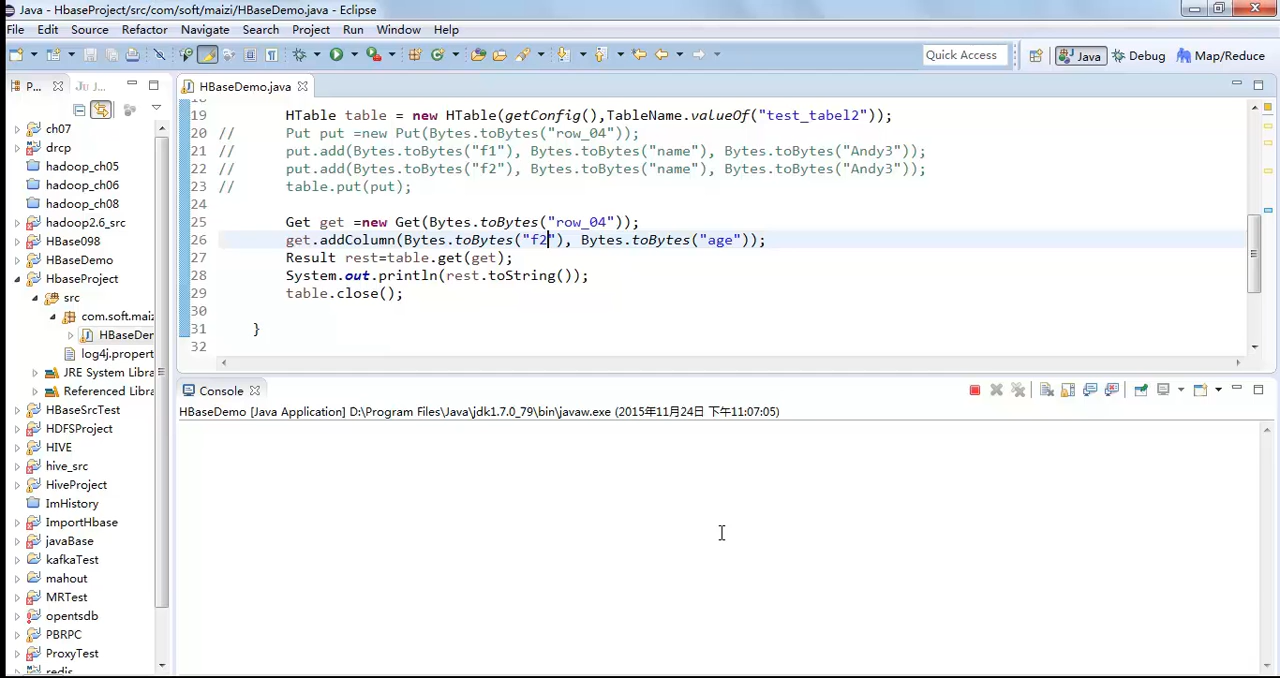 Java - HbaseProject/src/com/soft/maizi/HBaseDemo.java - Eclipse
File Edit Source Refactor Navigate Search Project Run Window Help
Quick Access Java Debug Map/Reduce
P... J...
HBaseDemo.java
ch07
drcp
hadoop_ch05
hadoop_ch06
hadoop_ch08
hadoop2.6_src
HBase098
HBaseDemo
HbaseProject
src
com.soft.maiz
HBaseDer
log4j.propert
JRE System Libra
Referenced Libra
HBaseSrcTest
HDFSProject
HIVE
hive_src
HiveProject
ImHistory
ImportHbase
javaBase
kafkaTest
mahout
MRTest
opentsdb
PBRPC
ProxyTest
redis
18
19 HTable table = new HTable(getConfig(),TableName.valueOf("test_tabel2"));
20 // Put put =new Put(Bytes.toBytes("row_04"));
21 // put.add(Bytes.toBytes("f1"), Bytes.toBytes("name"), Bytes.toBytes("Andy3"));
22 // put.add(Bytes.toBytes("f2"), Bytes.toBytes("name"), Bytes.toBytes("Andy3"));
23 // table.put(put);
24
25 Get get =new Get(Bytes.toBytes("row_04"));
26 get.addColumn(Bytes.toBytes("f2"), Bytes.toBytes("age"));
27 Result rest=table.get(get);
28 System.out.println(rest.toString());
29 table.close();
30
31 }
32
Console
HBaseDemo [Java Application] D:\Program Files\Java\jdk1.7.0_79\bin\javaw.exe (2015年11月24日 下午11:07:05)